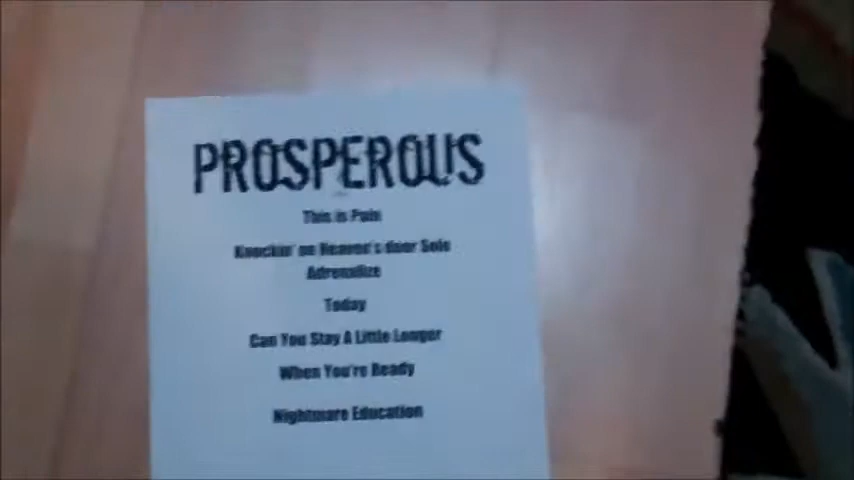 PROSPEROUS
This is Pain
Knockin' on Heaven's door Solo
Adrenalize
Today
Can You Stay A Little Longer
When You're Ready
Nightmare Education